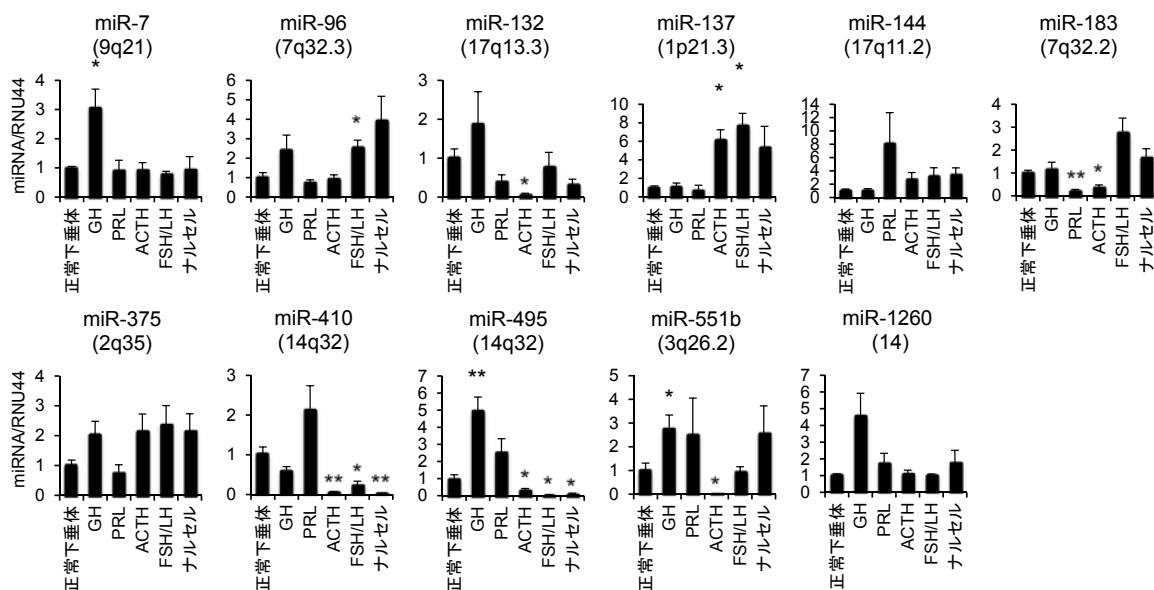 miR-7
(9q21)
miR-96
(7q32.3)
miR-132
(17q13.3)
miR-137
(1p21.3)
miR-144
(17q11.2)
miR-183
(7q32.2)
miRNA/RNU44
4
3
2
1
0
*
正常下垂体
GH
PRL
ACTH
FSH/LH
ナルセル
6
5
4
3
2
1
0
*
正常下垂体
GH
PRL
ACTH
FSH/LH
ナルセル
3
2
1
0
*
正常下垂体
GH
PRL
ACTH
FSH/LH
ナルセル
10
8
6
4
2
0
*
*
正常下垂体
GH
PRL
ACTH
FSH/LH
ナルセル
14
12
10
8
6
4
2
0
正常下垂体
GH
PRL
ACTH
FSH/LH
ナルセル
4
3
2
1
0
**
*
正常下垂体
GH
PRL
ACTH
FSH/LH
ナルセル
miR-375
(2q35)
miR-410
(14q32)
miR-495
(14q32)
miR-551b
(3q26.2)
miR-1260
(14)
miRNA/RNU44
4
3
2
1
0
正常下垂体
GH
PRL
ACTH
FSH/LH
ナルセル
3
2
1
0
**
*
**
正常下垂体
GH
PRL
ACTH
FSH/LH
ナルセル
7
6
5
4
3
2
1
0
**
*
*
*
正常下垂体
GH
PRL
ACTH
FSH/LH
ナルセル
5
4
3
2
1
0
*
*
正常下垂体
GH
PRL
ACTH
FSH/LH
ナルセル
7
6
5
4
3
2
1
0
正常下垂体
GH
PRL
ACTH
FSH/LH
ナルセル